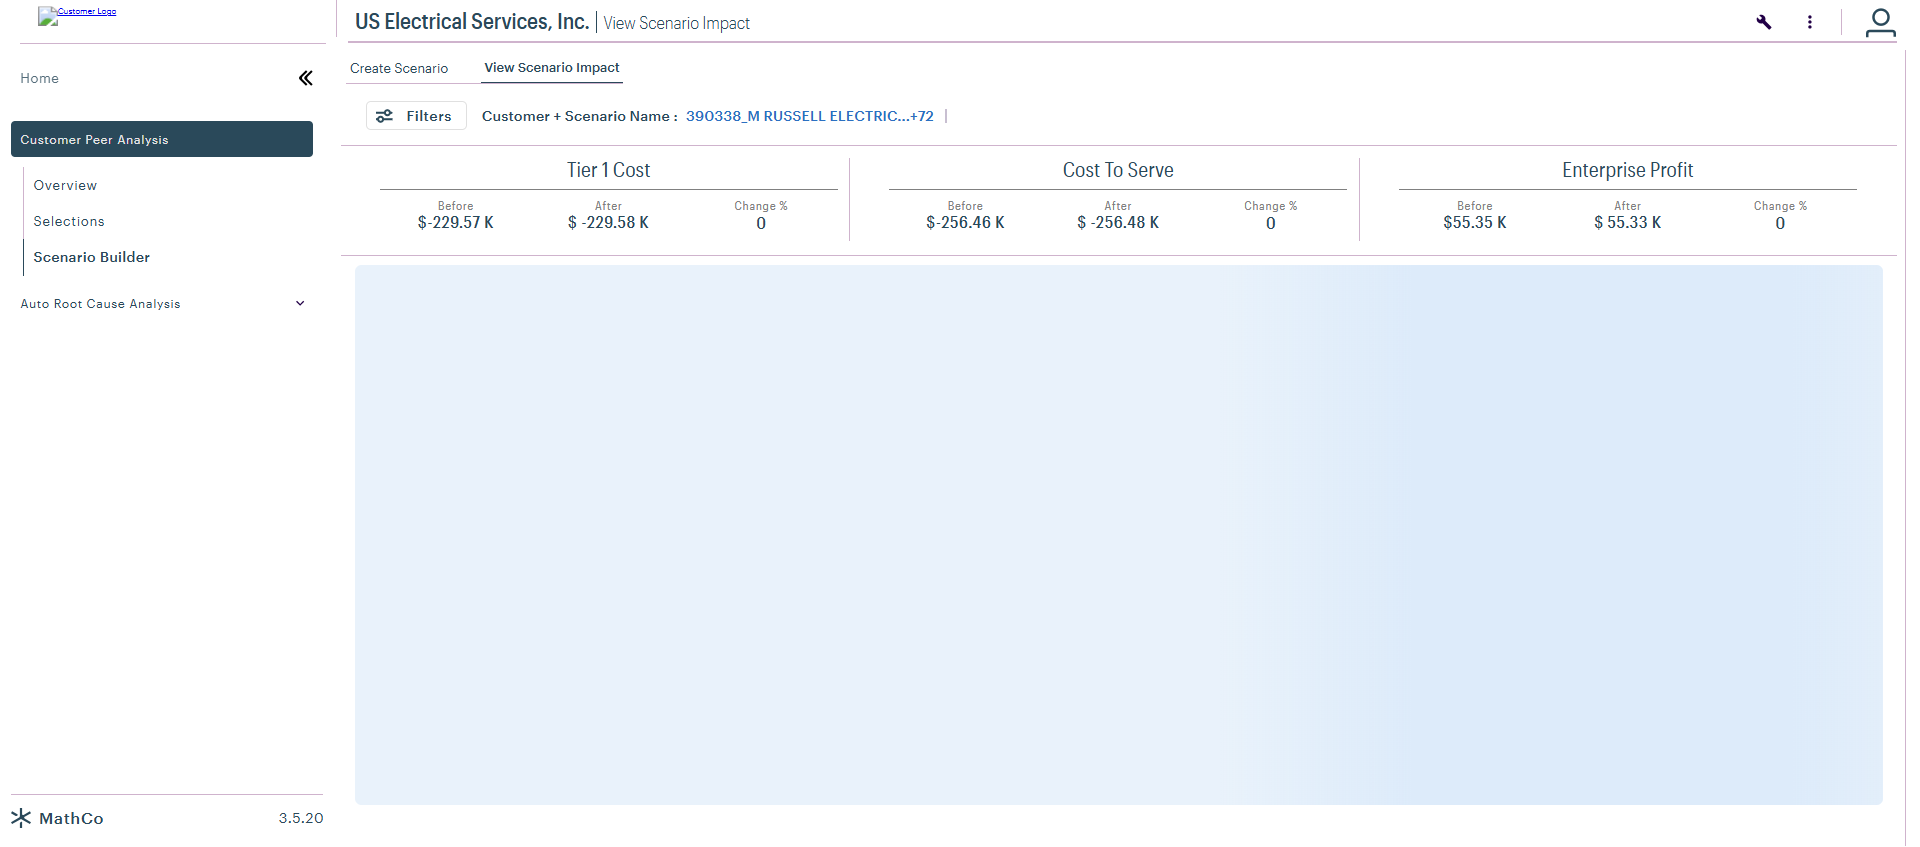 Customer Logo
US Electrical Services, Inc. | View Scenario Impact
Home
Create Scenario
View Scenario Impact
Filters
Customer + Scenario Name : 390338_M RUSSELL ELECTRIC...+72 |
Customer Peer Analysis
Overview
Selections
Scenario Builder
Auto Root Cause Analysis
Tier 1 Cost
Before
After
Change %
$-229.57 K
$ -229.58 K
0
Cost To Serve
Before
After
Change %
$-256.46 K
$ -256.48 K
0
Enterprise Profit
Before
After
Change %
$55.35 K
$ 55.33 K
0
MathCo
3.5.20